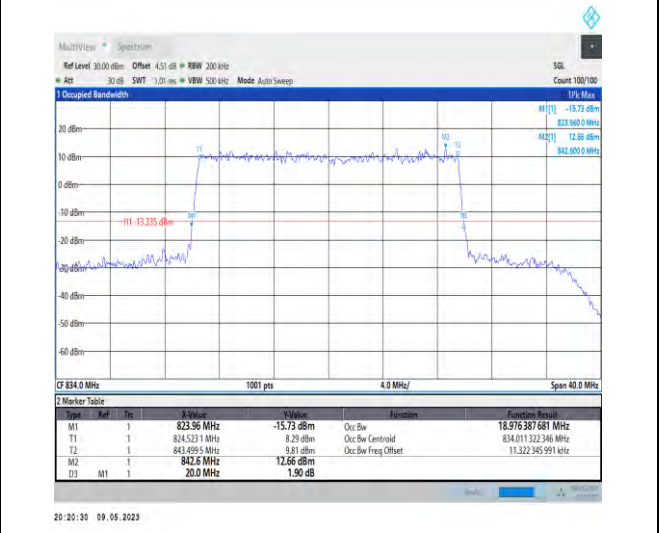 MultiView Spectrum
Ref Level 30.00 dBm Offset 4.51 dB RBW 200 kHz SGL
Att 30 dB SWT 1.01 ms VBW 500 kHz Mode Auto Sweep Count 100/100
1 Occupied Bandwidth 1Pk Max
M1[1] -15.73 dBm
823.960 0 MHz
M2[1] 12.66 dBm
842.600 0 MHz
20 dBm
M2
T1 T2
10 dBm
0 dBm
-10 dBm
M1 D3
H1 -13.335 dBm
-20 dBm
-30 dBm
-40 dBm
-50 dBm
-60 dBm
CF 834.0 MHz 1001 pts 4.0 MHz/ Span 40.0 MHz
2 Marker Table
Type Ref Trc X-Value Y-Value Function Function Result
M1 1 823.96 MHz -15.73 dBm Occ Bw 18.976 387 681 MHz
T1 1 824.523 1 MHz 8.29 dBm Occ Bw Centroid 834.011 322 346 MHz
T2 1 843.499 5 MHz 9.81 dBm Occ Bw Freq Offset 11.322 345 991 kHz
M2 1 842.6 MHz 12.66 dBm
D3 M1 1 20.0 MHz 1.90 dB
20:20:30 09.05.2023